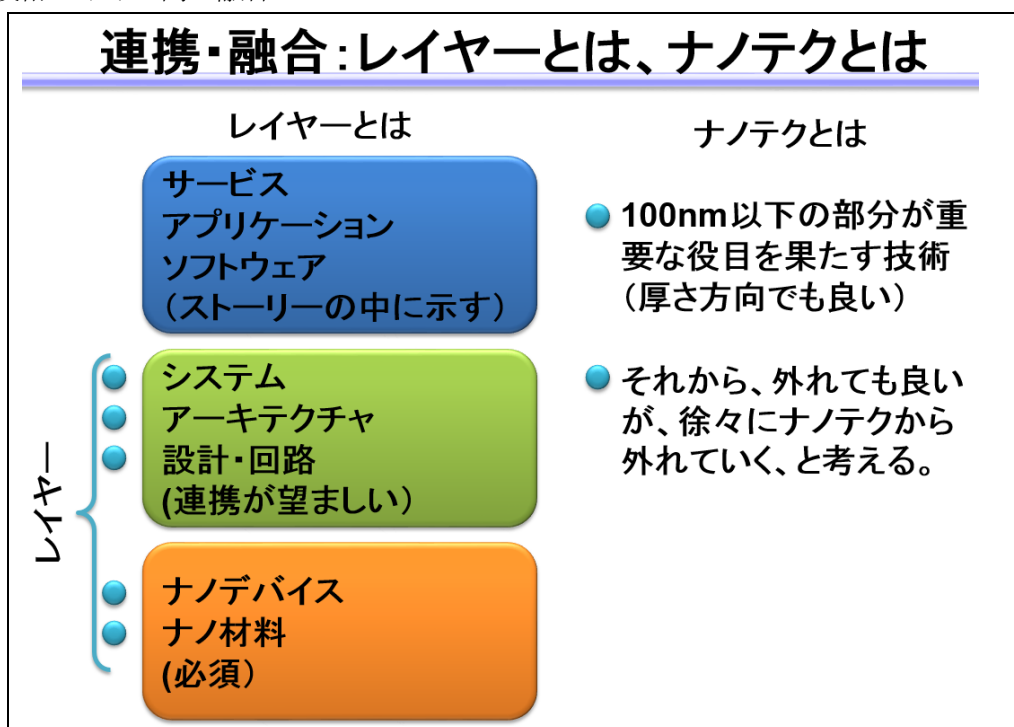 連携・融合：レイヤーとは、ナノテクとは
レイヤーとは
サービス
アプリケーション
ソフトウェア
（ストーリーの中に示す）
システム
アーキテクチャ
設計・回路
(連携が望ましい）
ナノデバイス
ナノ材料
(必須）
レイヤー
ナノテクとは
100nm以下の部分が重
要な役目を果たす技術
（厚さ方向でも良い）
それから、外れても良い
が、徐々にナノテクから
外れていく、と考える。